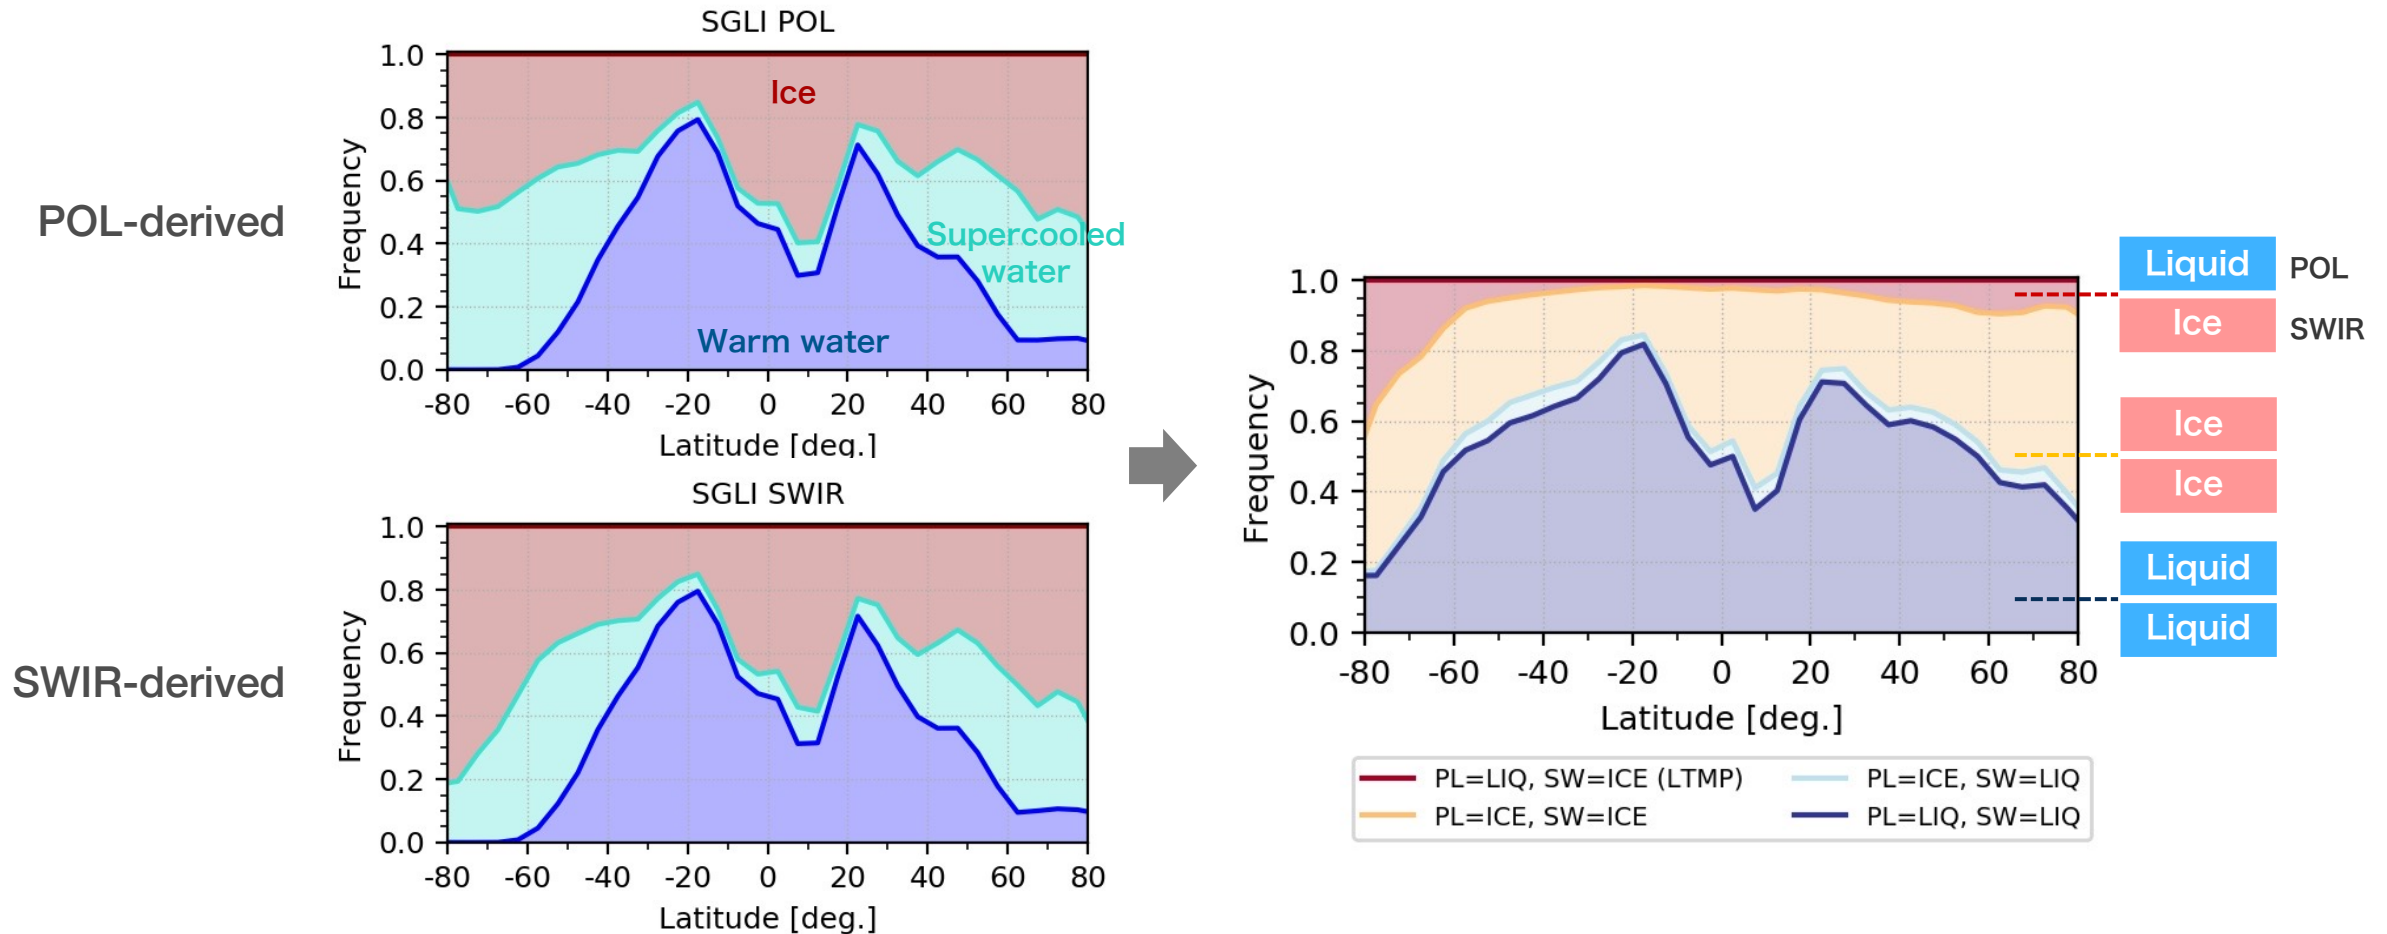 SGLI POL
POL-derived
Frequency
1.0
0.8
0.6
0.4
0.2
0.0
Ice
Supercooled
water
Warm water
-80 -60 -40 -20 0 20 40 60 80
Latitude [deg.]
SGLI SWIR
SWIR-derived
Frequency
1.0
0.8
0.6
0.4
0.2
0.0
-80 -60 -40 -20 0 20 40 60 80
Latitude [deg.]
Frequency
1.0
0.8
0.6
0.4
0.2
0.0
-80 -60 -40 -20 0 20 40 60 80
Latitude [deg.]
Liquid POL
Ice SWIR
Ice
Ice
Liquid
Liquid
PL=LIQ, SW=ICE (LTMP) PL=ICE, SW=LIQ
PL=ICE, SW=ICE PL=LIQ, SW=LIQ